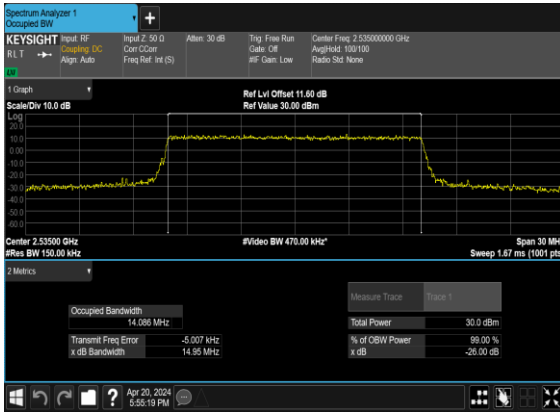 Spectrum Analyzer 1
Occupied BW
KEYSIGHT
RLT
Input: RF
Coupling: DC
Align: Auto
Input Z: 50 Ω
Corr CCorr
Freq Ref: Int (S)
Atten: 30 dB
Trig: Free Run
Gate: Off
#IF Gain: Low
Center Freq: 2.535000000 GHz
Avg|Hold: 100/100
Radio Std: None
1 Graph
Scale/Div 10.0 dB
Ref Lvl Offset 11.60 dB
Ref Value 30.00 dBm
Log
20.0
10.0
0.00
-10.0
-20.0
-30.0
-40.0
-50.0
-60.0
Center 2.53500 GHz
#Res BW 150.00 kHz
#Video BW 470.00 kHz*
Span 30 MH
Sweep 1.67 ms (1001 pts
2 Metrics
Measure Trace Trace 1
Occupied Bandwidth
14.086 MHz
Total Power 30.0 dBm
Transmit Freq Error -5.007 kHz
% of OBW Power 99.00 %
x dB Bandwidth 14.95 MHz
x dB -26.00 dB
Apr 20, 2024
5:55:19 PM